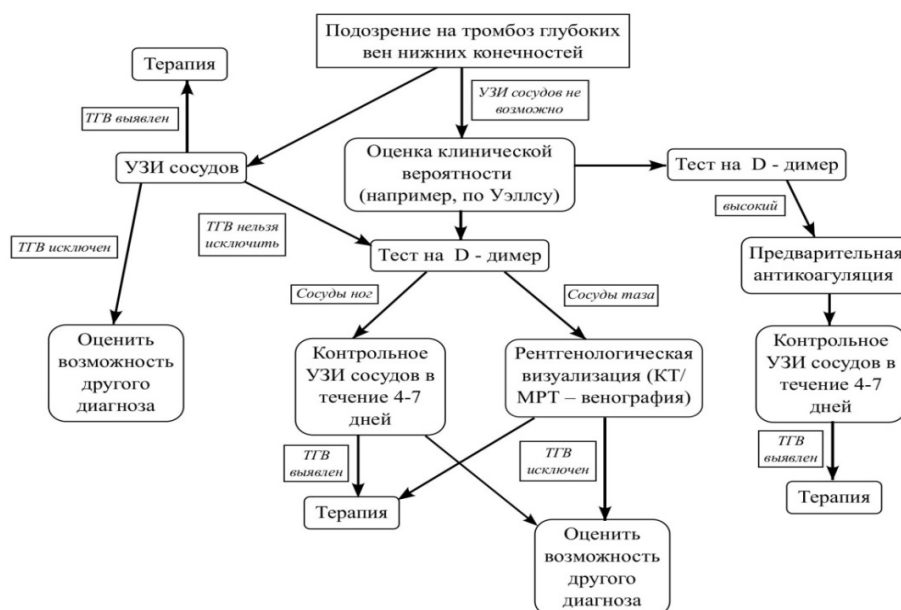 Подозрение на тромбоз глубоких
вен нижних конечностей
Терапия
УЗИ сосудов не
возможно
ТГВ выявлен
УЗИ сосудов
Оценка клинической
вероятности
(например, по Уэллсу)
Тест на D - димер
высокий
ТГВ исключен
ТГВ нельзя
исключить
Тест на D - димер
Предварительная
антикоагуляция
Сосуды ног
Сосуды таза
Оценить
возможность
другого
диагноза
Контрольное
УЗИ сосудов в
течение 4-7
дней
Рентгенологическая
визуализация (КТ/
МРТ – венография)
Контрольное
УЗИ сосудов в
течение 4-7
дней
ТГВ
выявлен
ТГВ
исключен
ТГВ
выявлен
Терапия
Терапия
Оценить
возможность
другого
диагноза